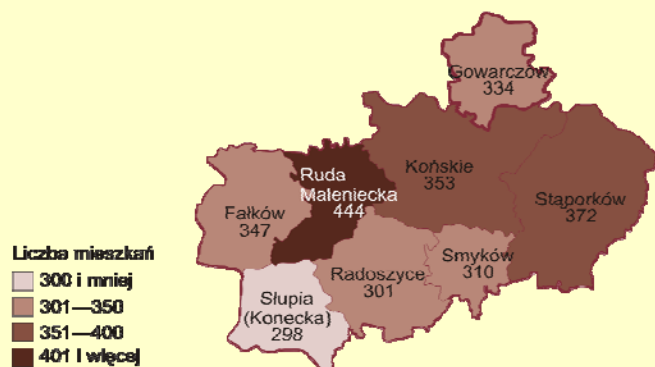 Gowarczów
334
Końskie
353
Ruda
Maleniecka
444
Stąporków
372
Fałków
347
Smyków
310
Radoszyce
301
Słupia
(Konecka)
298
Liczba mieszkań
300 i mniej
301—350
351—400
401 i więcej